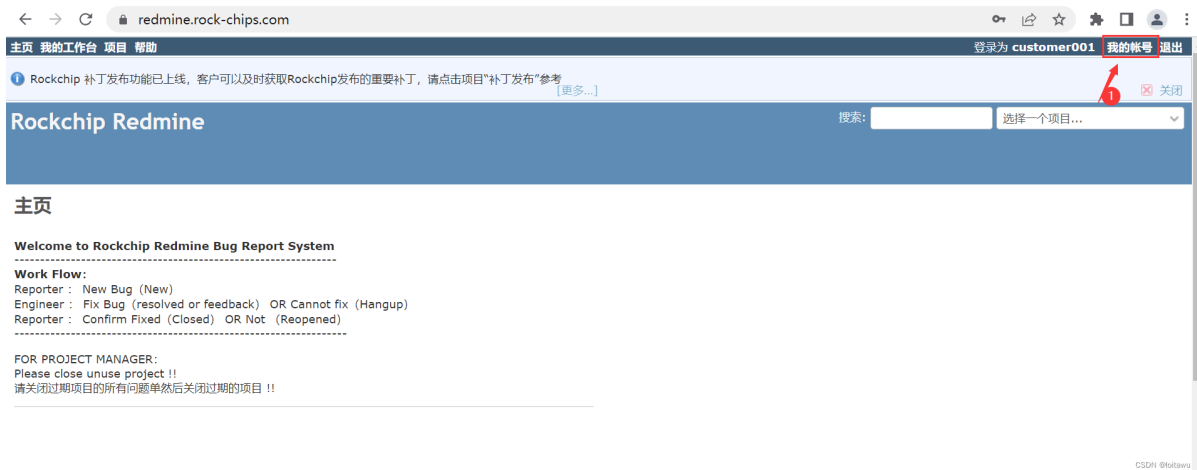 redmine.rock-chips.com
主页 我的工作台 项目 帮助 登录为 customer001 我的帐号 退出
Rockchip 补丁发布功能已上线，客户可以及时获取Rockchip发布的重要补丁，请点击项目“补丁发布”参考
[更多...] 1 关闭
Rockchip Redmine 搜索: 选择一个项目...
主页
Welcome to Rockchip Redmine Bug Report System
----------------------------------------------------------------
Work Flow:
Reporter： New Bug（New）
Engineer： Fix Bug（resolved or feedback） OR Cannot fix（Hangup）
Reporter： Confirm Fixed（Closed） OR Not （Reopened）
------------------------------------------------------------------
FOR PROJECT MANAGER:
Please close unuse project !!
请关闭过期项目的所有问题单然后关闭过期的项目 !!
CSDN @loitawu